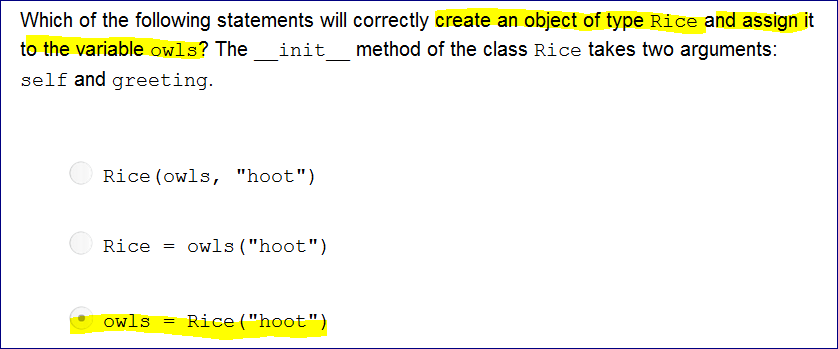 Which of the following statements will correctly create an object of type Rice and assign it
to the variable owls? The __init__ method of the class Rice takes two arguments:
self and greeting.
Rice(owls, "hoot")
Rice = owls("hoot")
owls = Rice("hoot")